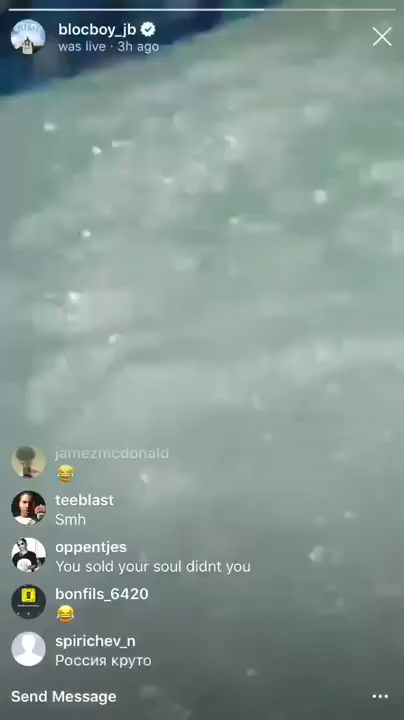 blocboy_jb
was live · 3h ago
jamezmcdonald
😂
teeblast
Smh
oppentjes
You sold your soul didnt you
bonfils_6420
😂
spirichev_n
Россия круто
Send Message